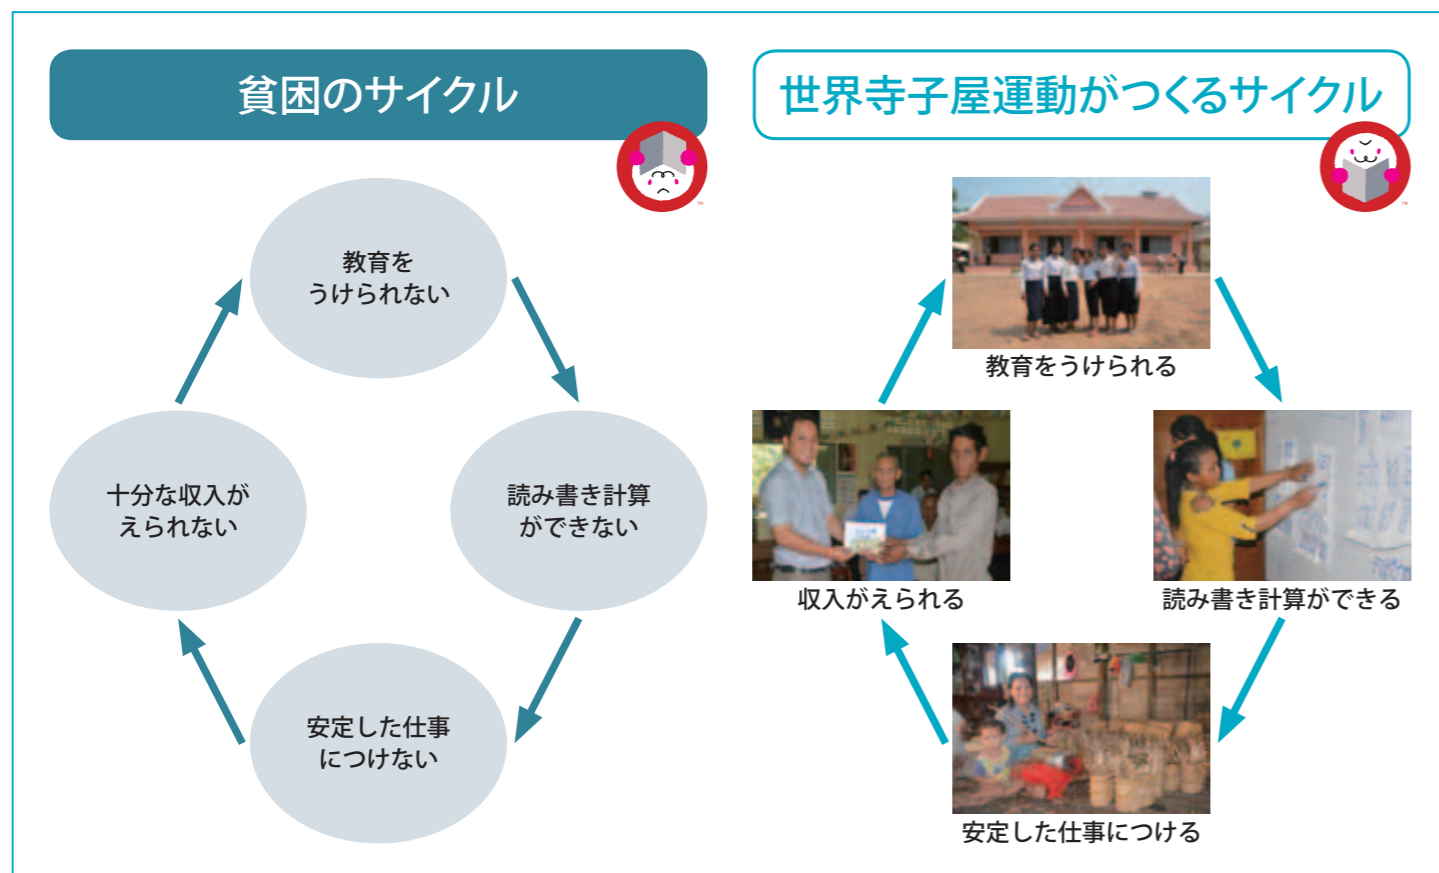 貧困のサイクル
教育を
うけられない
読み書き計算
ができない
安定した仕事
につけない
十分な収入が
えられない
世界寺子屋運動がつくるサイクル
教育をうけられる
読み書き計算ができる
安定した仕事につける
収入がえられる
TM
TM